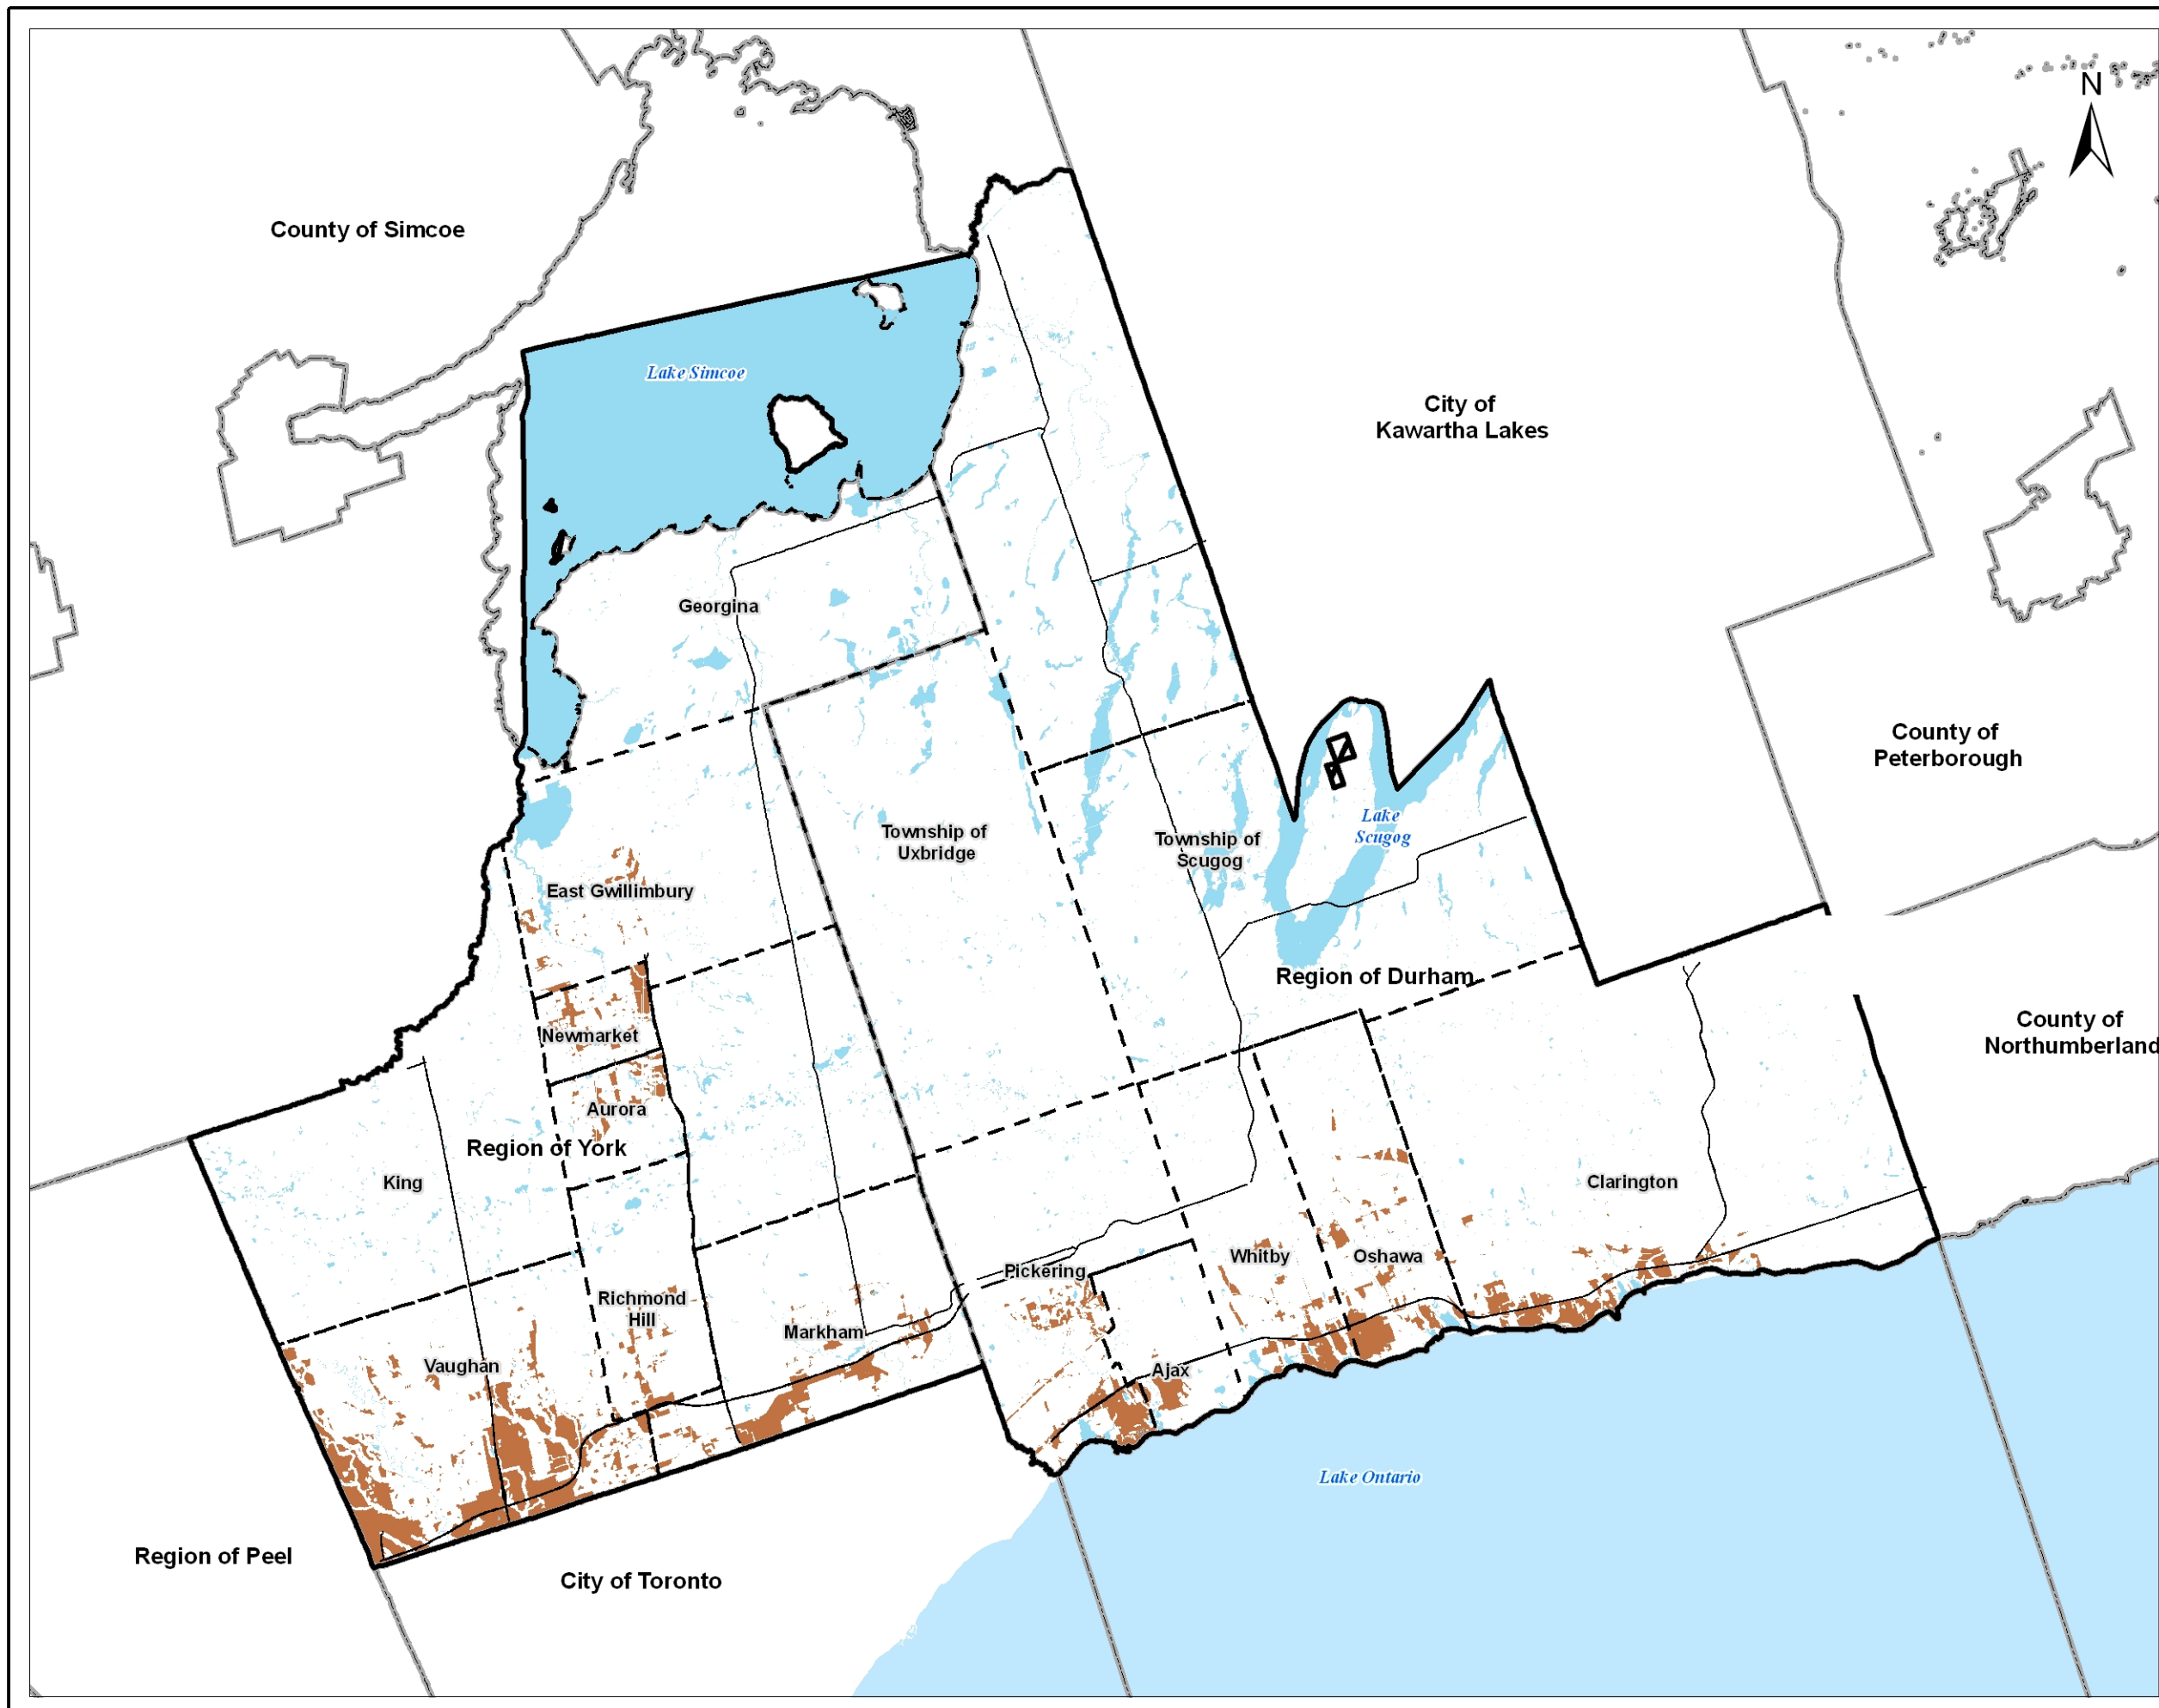 N
County of Simcoe
Lake Simcoe
City of
Kawartha Lakes
Georgina
County of
Peterborough
Township of
Uxbridge
Township of
Scugog
Lake
Scugog
East Gwillimbury
Region of Durham
Newmarket
County of
Northumberland
Aurora
Region of York
King
Clarington
Whitby
Oshawa
Pickering
Richmond
Hill
Markham
Vaughan
Ajax
Lake Ontario
Region of Peel
City of Toronto